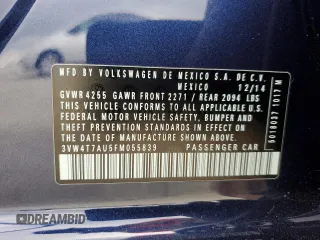 MFD. BY VOLKSWAGEN DE MEXICO S.A. DE C.V.
MEXICO 12/14
GVWR 4255 GAWR FRONT 2271 / REAR 2094 LBS
THIS VEHICLE CONFORMS TO ALL APPLICABLE
FEDERAL MOTOR VEHICLE SAFETY, BUMPER AND
THEFT PREVENTION STANDARDS IN EFFECT ON THE
DATE OF MANUFACTURE SHOWN ABOVE.
3VW4T7AU5FM055839 PASSENGER CAR
5018037 1017 M
DREAMBID